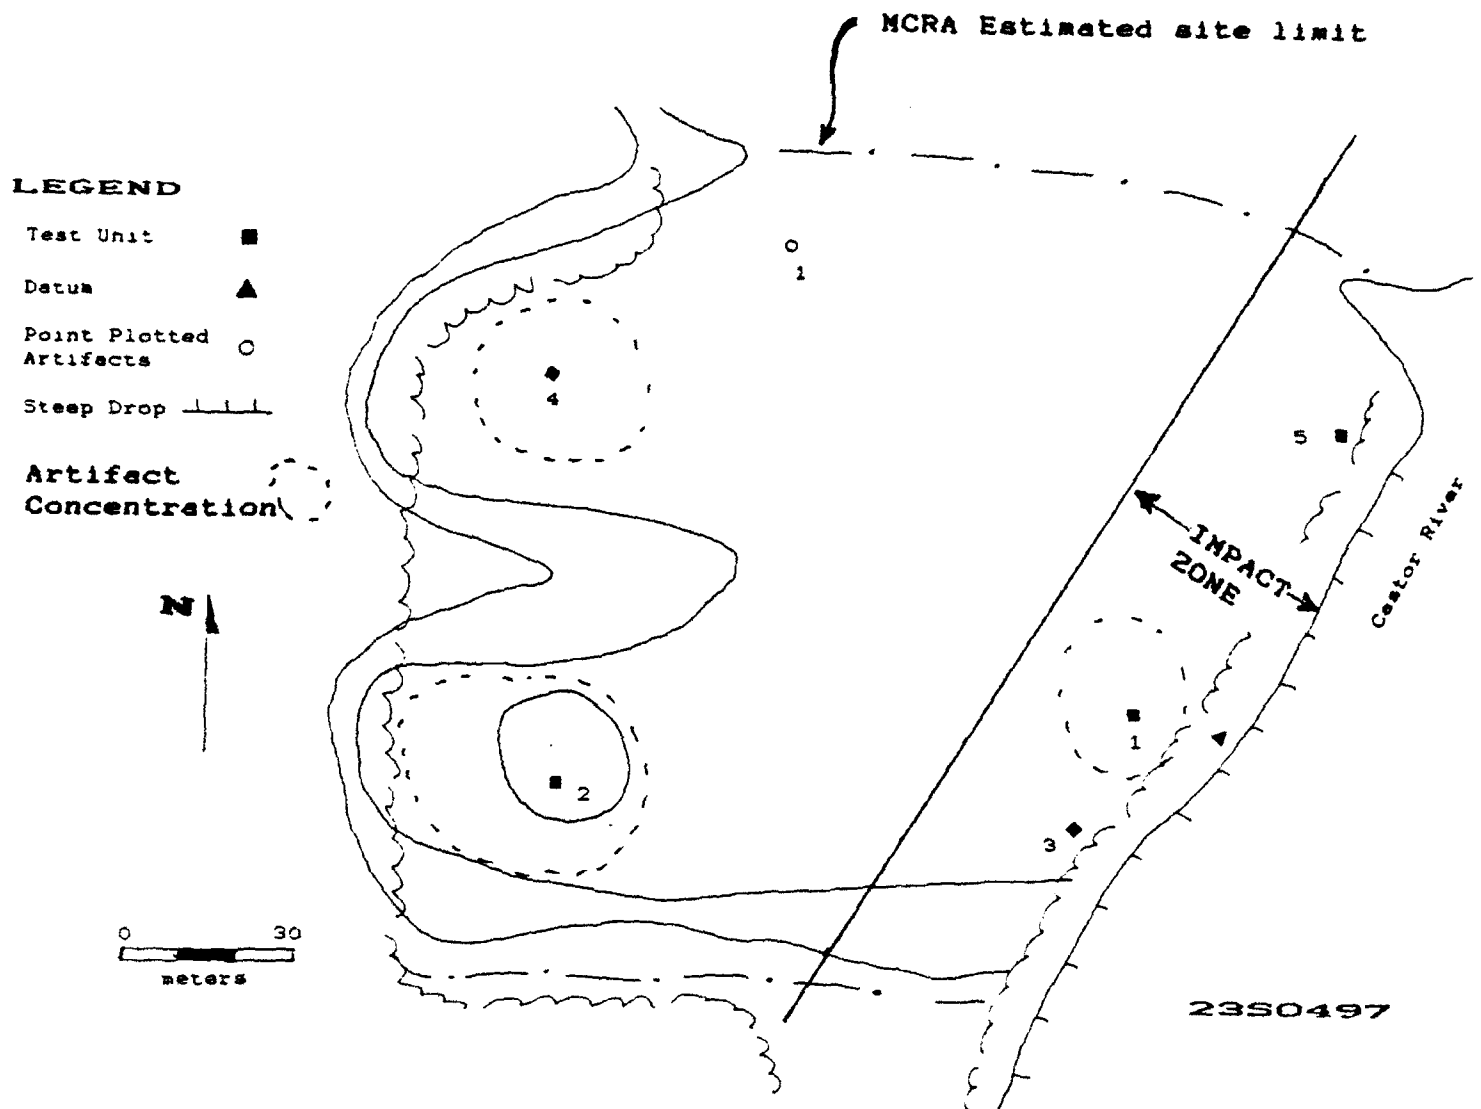 MCRA Estimated site limit
LEGEND
Test Unit
Datum
Point Plotted
Artifacts
Steep Drop
Artifact
Concentration
N
0 30
meters
1
4
5
IMPACT
ZONE
Castor River
1
2
3
23SO497